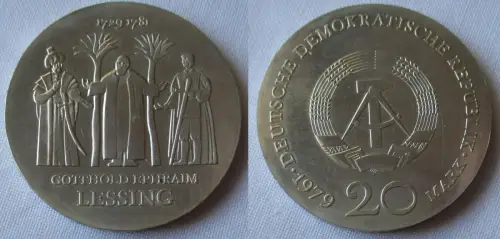 1729-1781
GOTTHOLD EPHRAIM
LESSING
1979 · DEUTSCHE DEMOKRATISCHE REPUBLIK ·
20
MARK